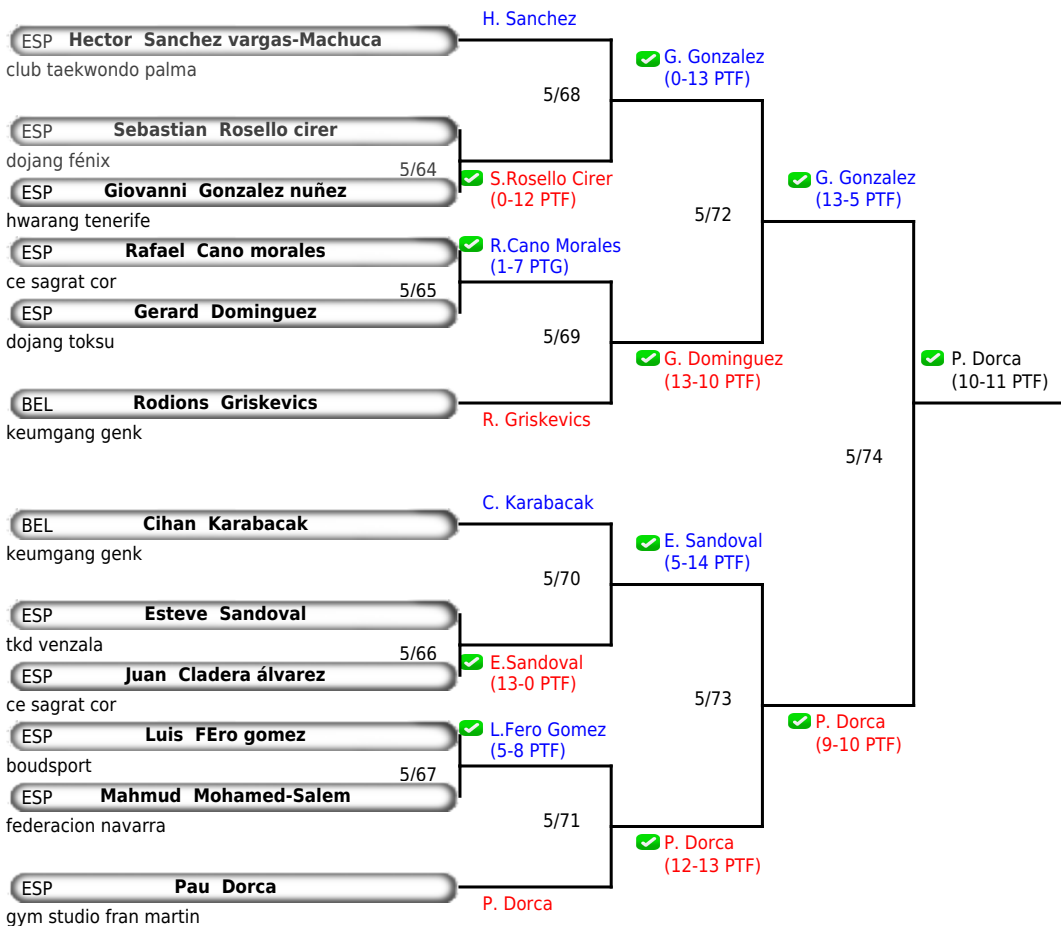 H. Sanchez
ESP Hector Sanchez vargas-Machuca
club taekwondo palma
G. Gonzalez
(0-13 PTF)
5/68
ESP Sebastian Rosello cirer
dojang fénix
5/64
S.Rosello Cirer
(0-12 PTF)
ESP Giovanni Gonzalez nuñez
hwarang tenerife
G. Gonzalez
(13-5 PTF)
5/72
ESP Rafael Cano morales
ce sagrat cor
R.Cano Morales
(1-7 PTG)
5/65
ESP Gerard Dominguez
dojang toksu
5/69
G. Dominguez
(13-10 PTF)
P. Dorca
(10-11 PTF)
BEL Rodions Griskevics
keumgang genk
R. Griskevics
5/74
C. Karabacak
BEL Cihan Karabacak
keumgang genk
E. Sandoval
(5-14 PTF)
5/70
ESP Esteve Sandoval
tkd venzala
5/66
E.Sandoval
(13-0 PTF)
ESP Juan Cladera álvarez
ce sagrat cor
5/73
P. Dorca
(9-10 PTF)
ESP Luis FEro gomez
boudsport
L.Fero Gomez
(5-8 PTF)
5/67
ESP Mahmud Mohamed-Salem
federacion navarra
5/71
P. Dorca
(12-13 PTF)
ESP Pau Dorca
gym studio fran martin
P. Dorca